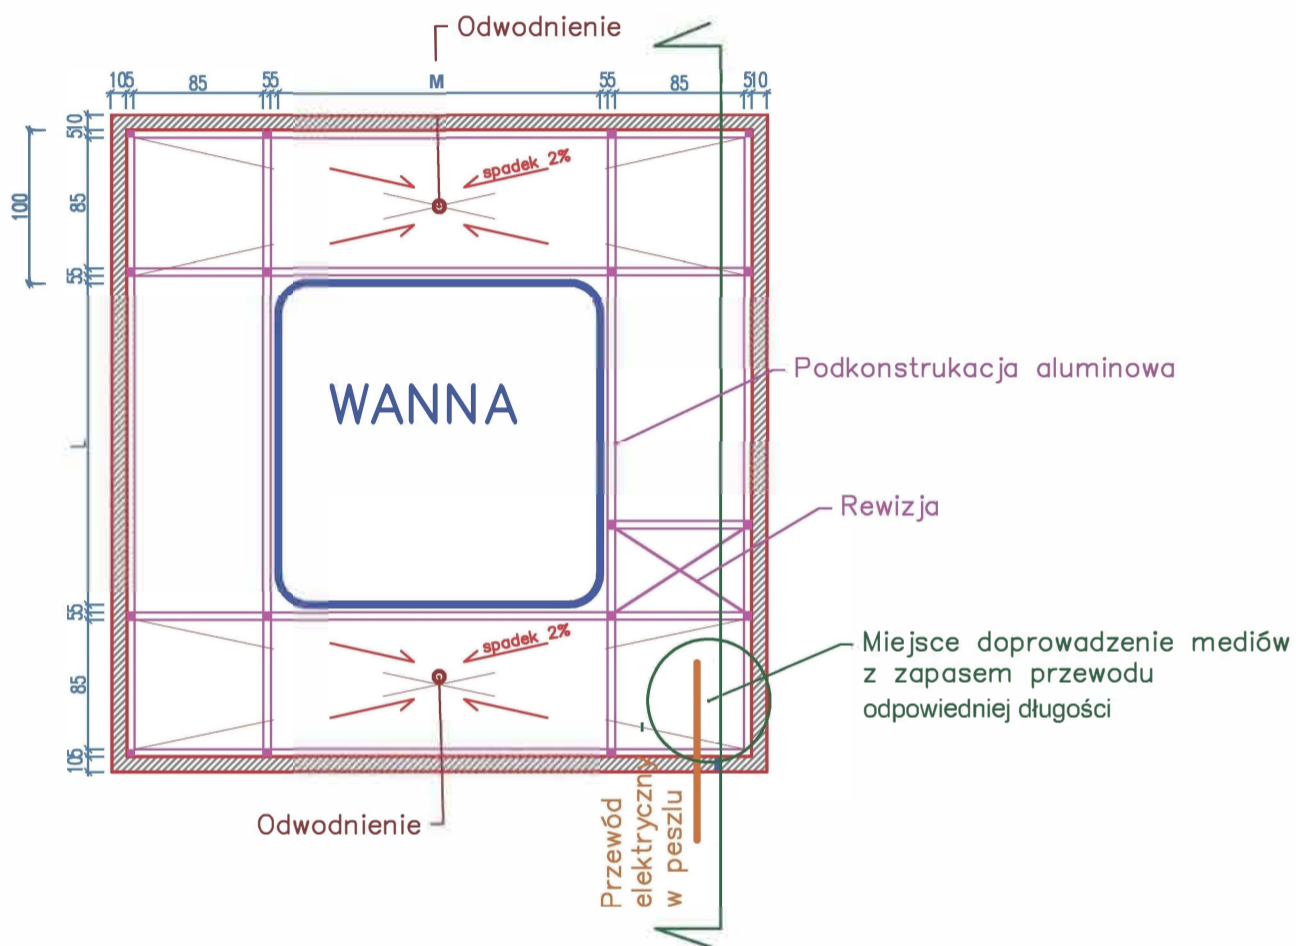 Odwodnienie
105 85 55 M 55 85 510
510
100
85
55
spadek 2%
WANNA
Podkonstrukacja aluminowa
L
Rewizja
55
spadek 2%
Miejsce doprowadzenie mediów
z zapasem przewodu
odpowiedniej długości
85
105
Odwodnienie
Przewód
elektryczny
w peszlu